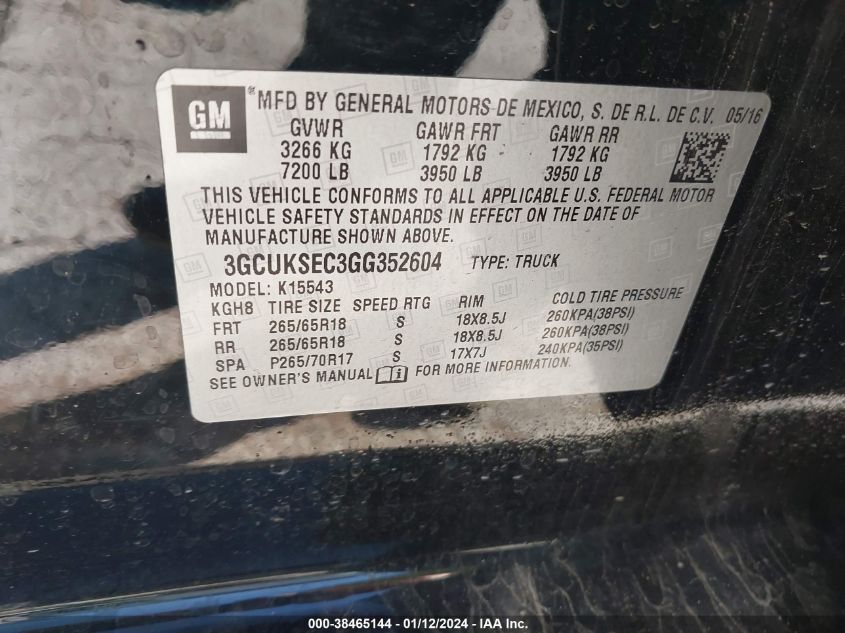 GM ® MFD BY GENERAL MOTORS DE MEXICO, S. DE R.L. DE C.V. 05/16
GVWR GAWR FRT GAWR RR
3266 KG 1792 KG 1792 KG
7200 LB 3950 LB 3950 LB
THIS VEHICLE CONFORMS TO ALL APPLICABLE U.S. FEDERAL MOTOR
VEHICLE SAFETY STANDARDS IN EFFECT ON THE DATE OF
MANUFACTURE SHOWN ABOVE.
3GCUKSEC3GG352604 TYPE: TRUCK
MODEL: K15543
KGH8 TIRE SIZE SPEED RTG RIM COLD TIRE PRESSURE
FRT 265/65R18 S 18X8.5J 260KPA(38PSI)
RR 265/65R18 S 18X8.5J 260KPA(38PSI)
SPA P265/70R17 S 17X7J 240KPA(35PSI)
SEE OWNER'S MANUAL i FOR MORE INFORMATION.
000-38465144 - 01/12/2024 - IAA Inc.